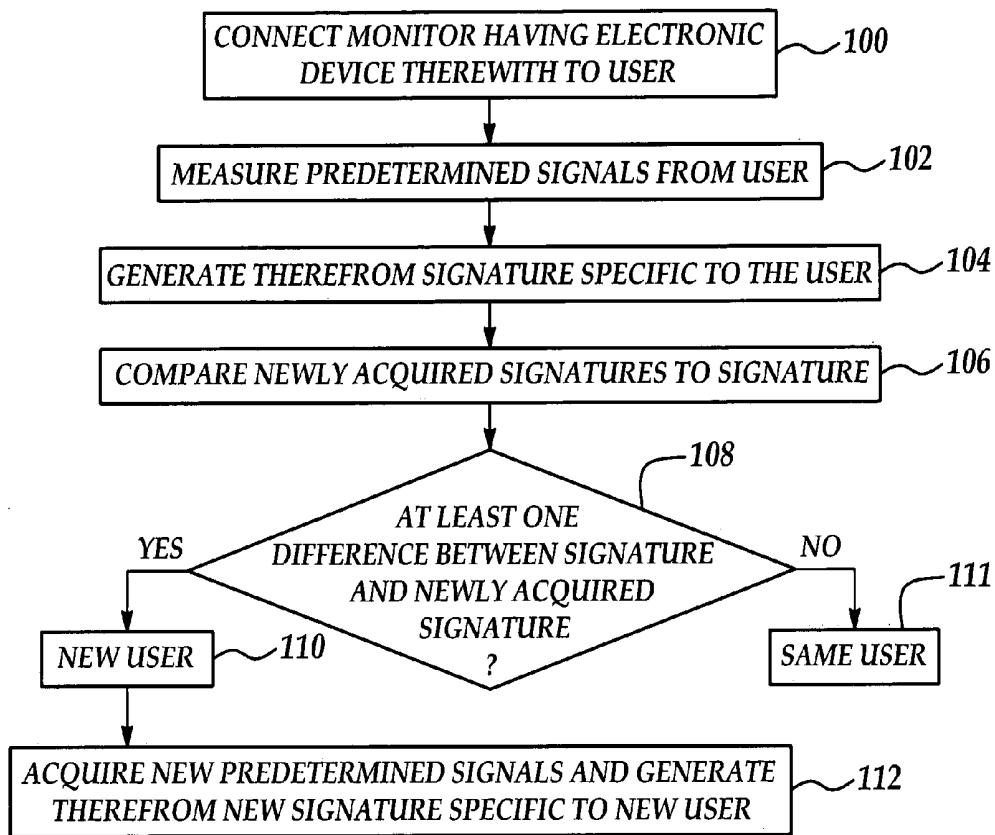 CONNECT MONITOR HAVING ELECTRONIC
DEVICE THEREWITH TO USER
100
MEASURE PREDETERMINED SIGNALS FROM USER
102
GENERATE THEREFROM SIGNATURE SPECIFIC TO THE USER
104
COMPARE NEWLY ACQUIRED SIGNATURES TO SIGNATURE
106
108
AT LEAST ONE
DIFFERENCE BETWEEN SIGNATURE
AND NEWLY ACQUIRED
SIGNATURE
?
YES
NO
NEW USER
110
111
SAME USER
ACQUIRE NEW PREDETERMINED SIGNALS AND GENERATE
THEREFROM NEW SIGNATURE SPECIFIC TO NEW USER
112